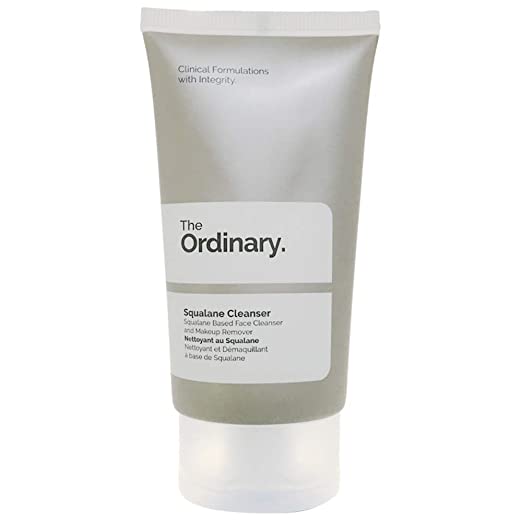 Clinical Formulations
with Integrity.
The
Ordinary.
Squalane Cleanser
Squalane Based Face Cleanser
and Makeup Remover
Nettoyant au Squalane
Nettoyant et Démaquillant
à base de Squalane